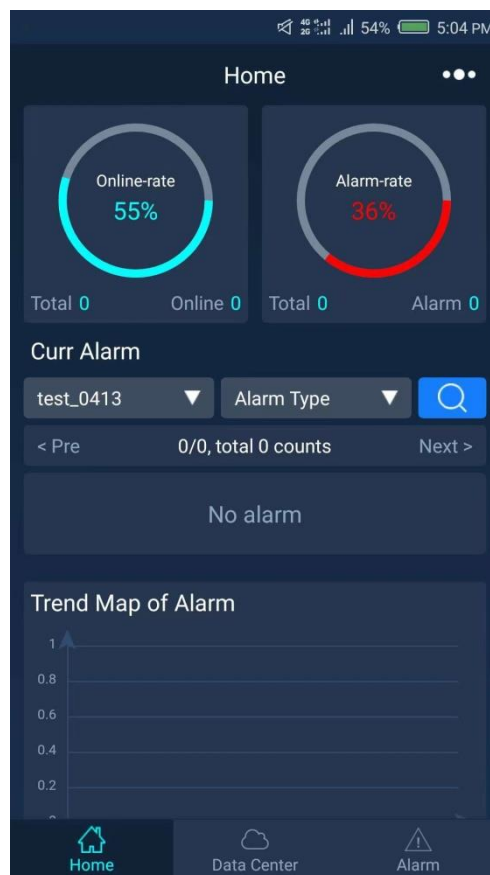 4G 2G 54% 5:04 PM
Home
Online-rate
55%
Total 0 Online 0
Alarm-rate
36%
Total 0 Alarm 0
Curr Alarm
test_0413 Alarm Type
< Pre 0/0, total 0 counts Next >
No alarm
Trend Map of Alarm
1
0.8
0.6
0.4
0.2
Home Data Center Alarm